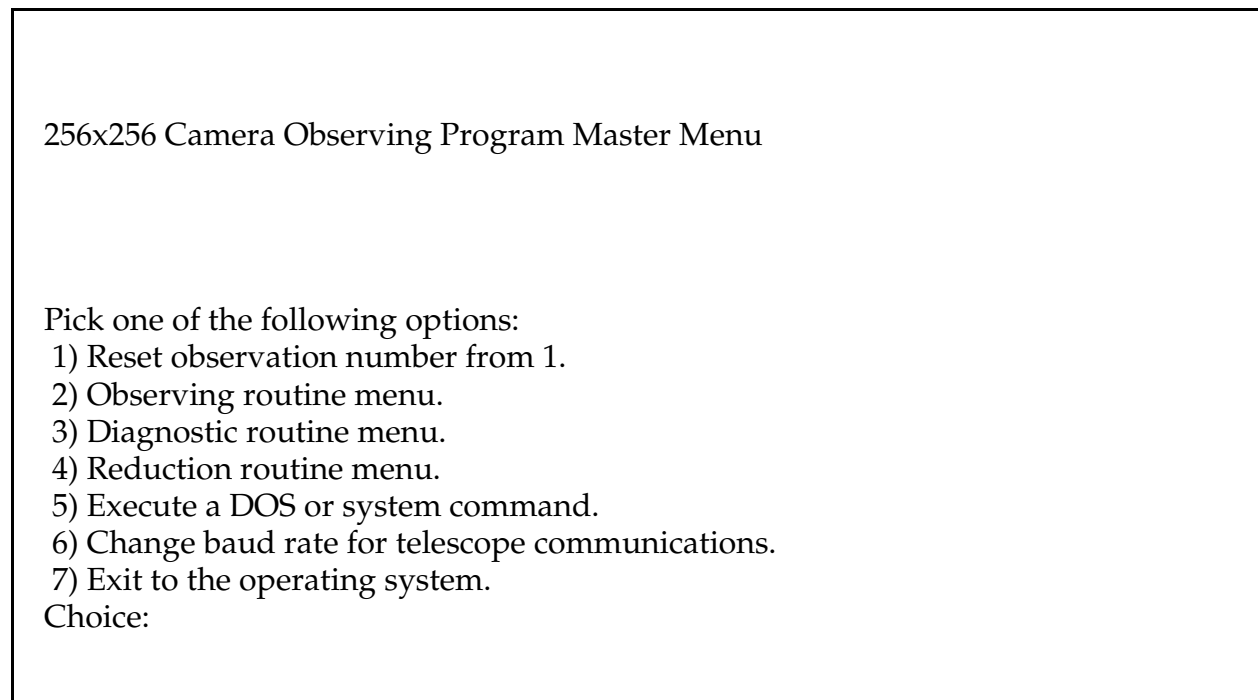 256x256 Camera Observing Program Master Menu
Pick one of the following options:
1) Reset observation number from 1.
2) Observing routine menu.
3) Diagnostic routine menu.
4) Reduction routine menu.
5) Execute a DOS or system command.
6) Change baud rate for telescope communications.
7) Exit to the operating system.
Choice: